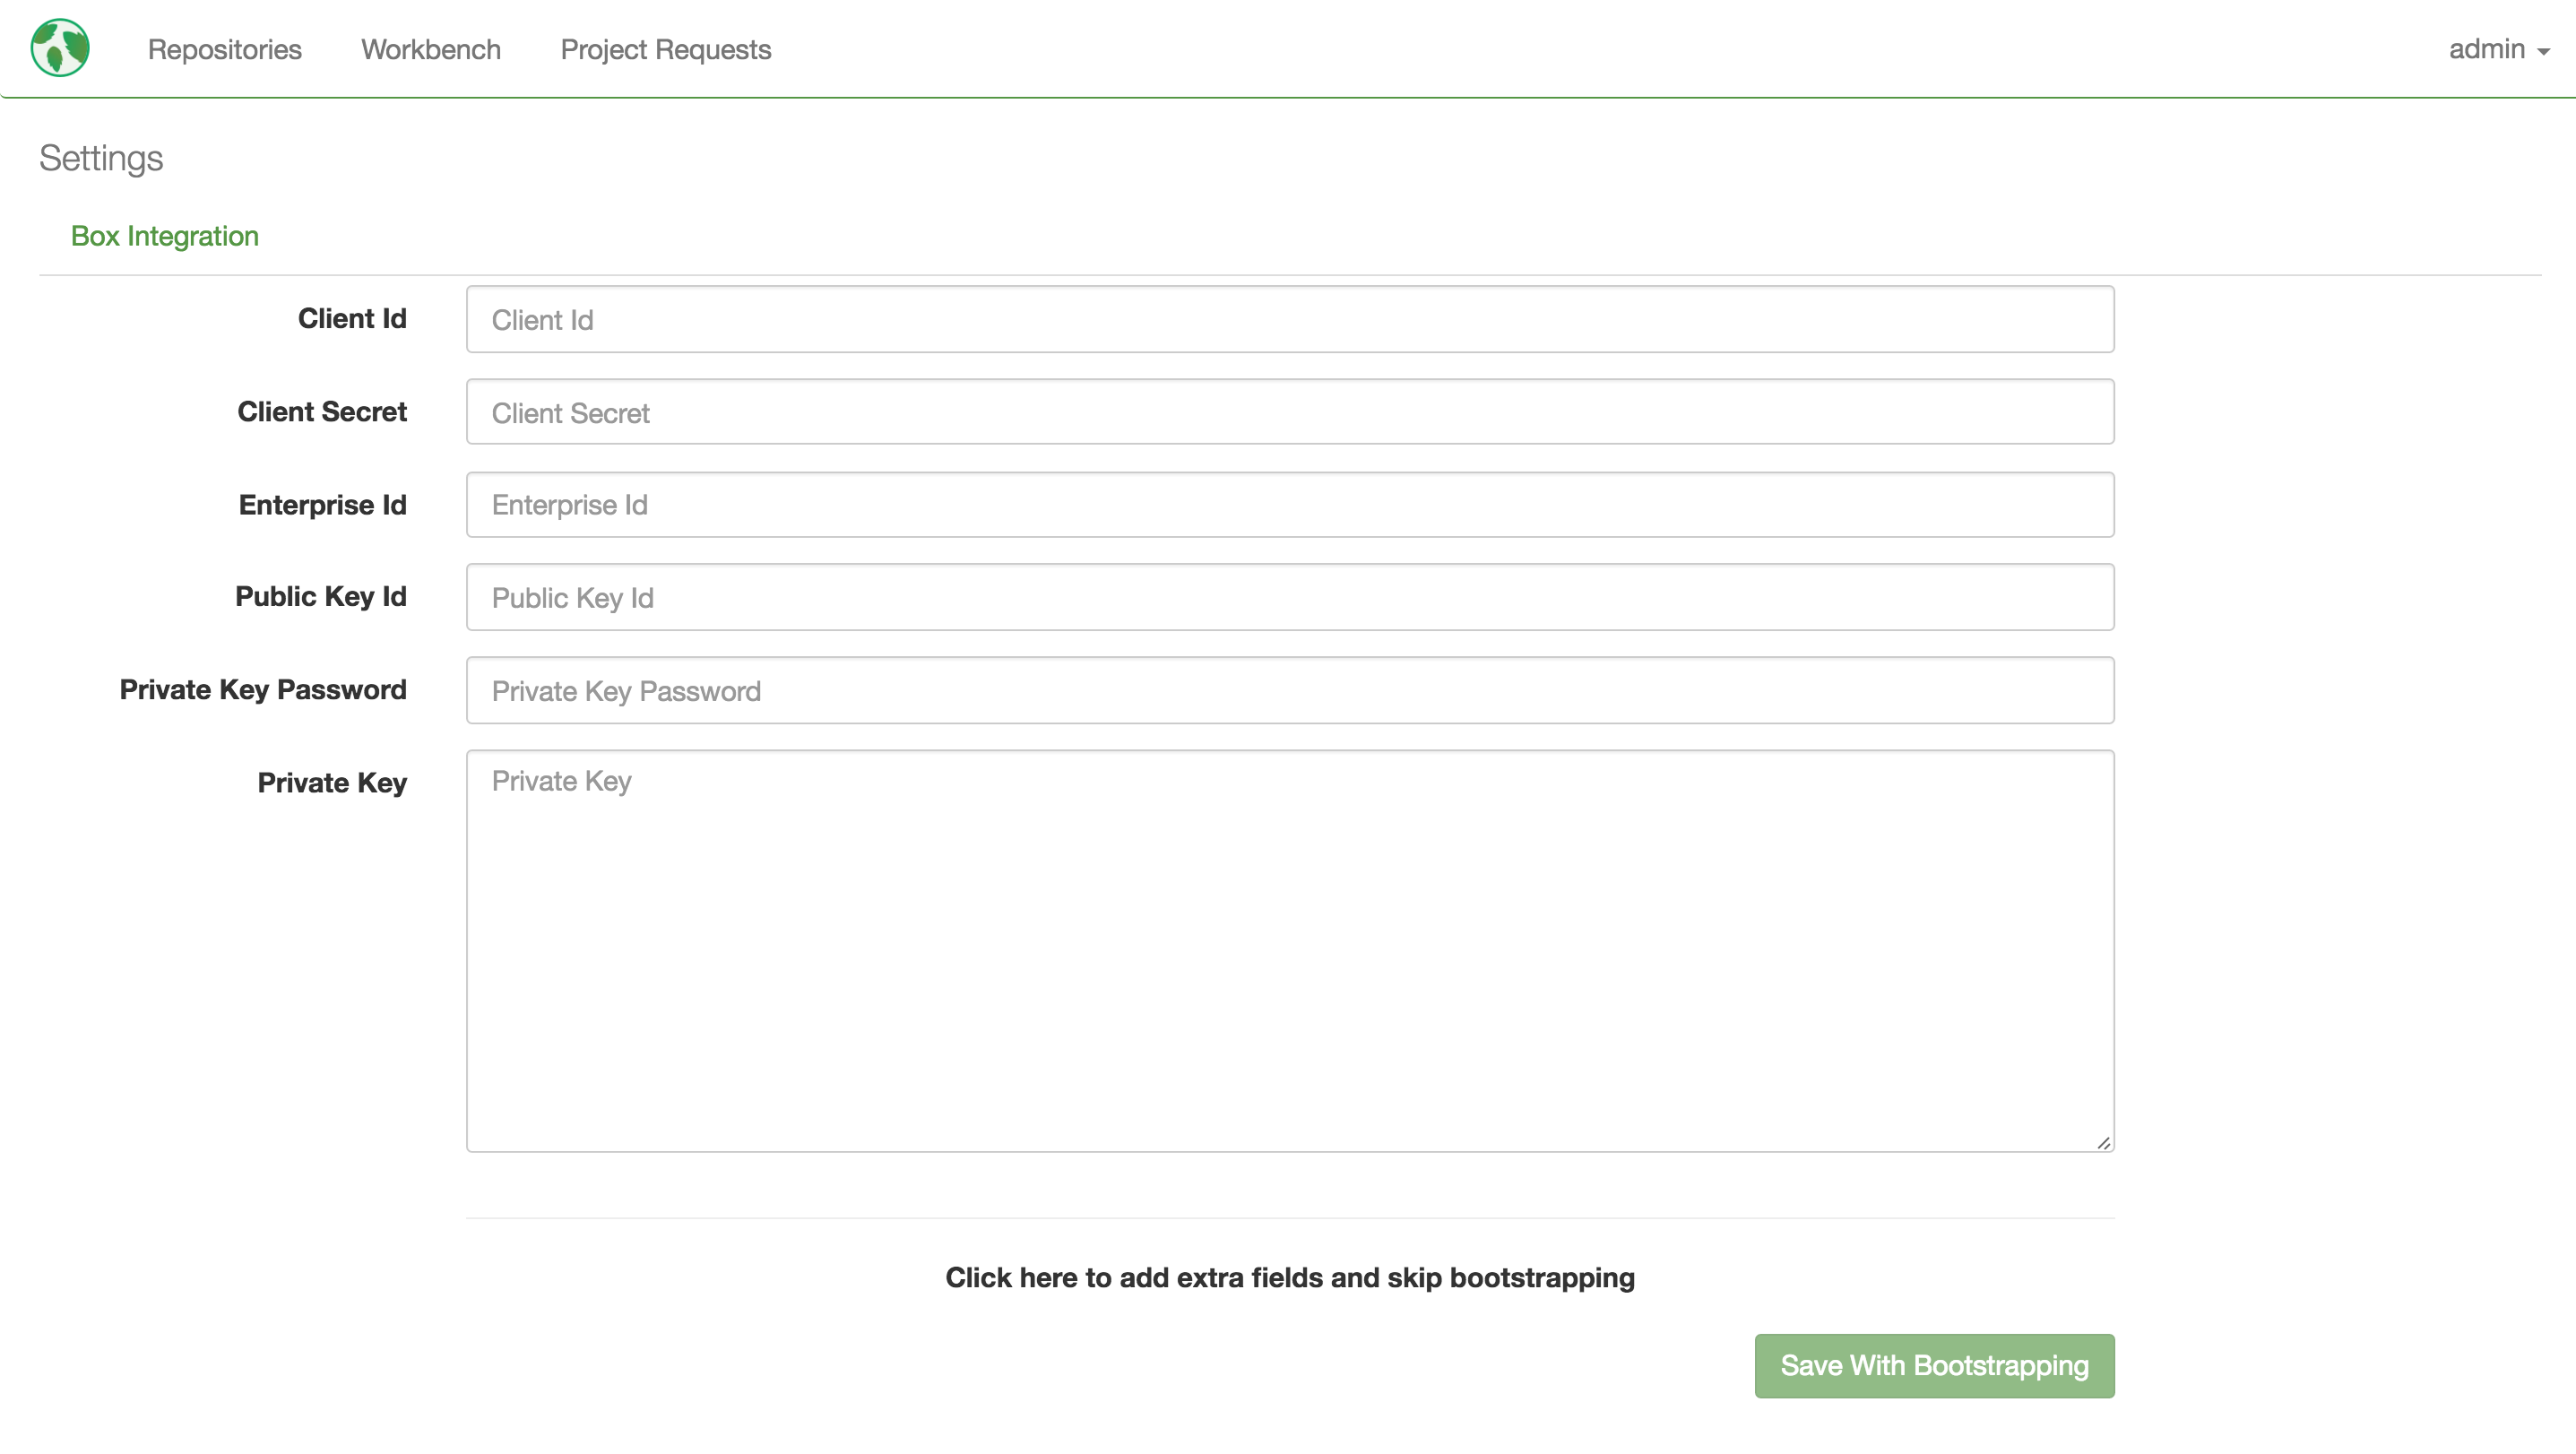 Repositories Workbench Project Requests admin
Settings
Box Integration
Client Id Client Id
Client Secret Client Secret
Enterprise Id Enterprise Id
Public Key Id Public Key Id
Private Key Password Private Key Password
Private Key Private Key
Click here to add extra fields and skip bootstrapping
Save With Bootstrapping